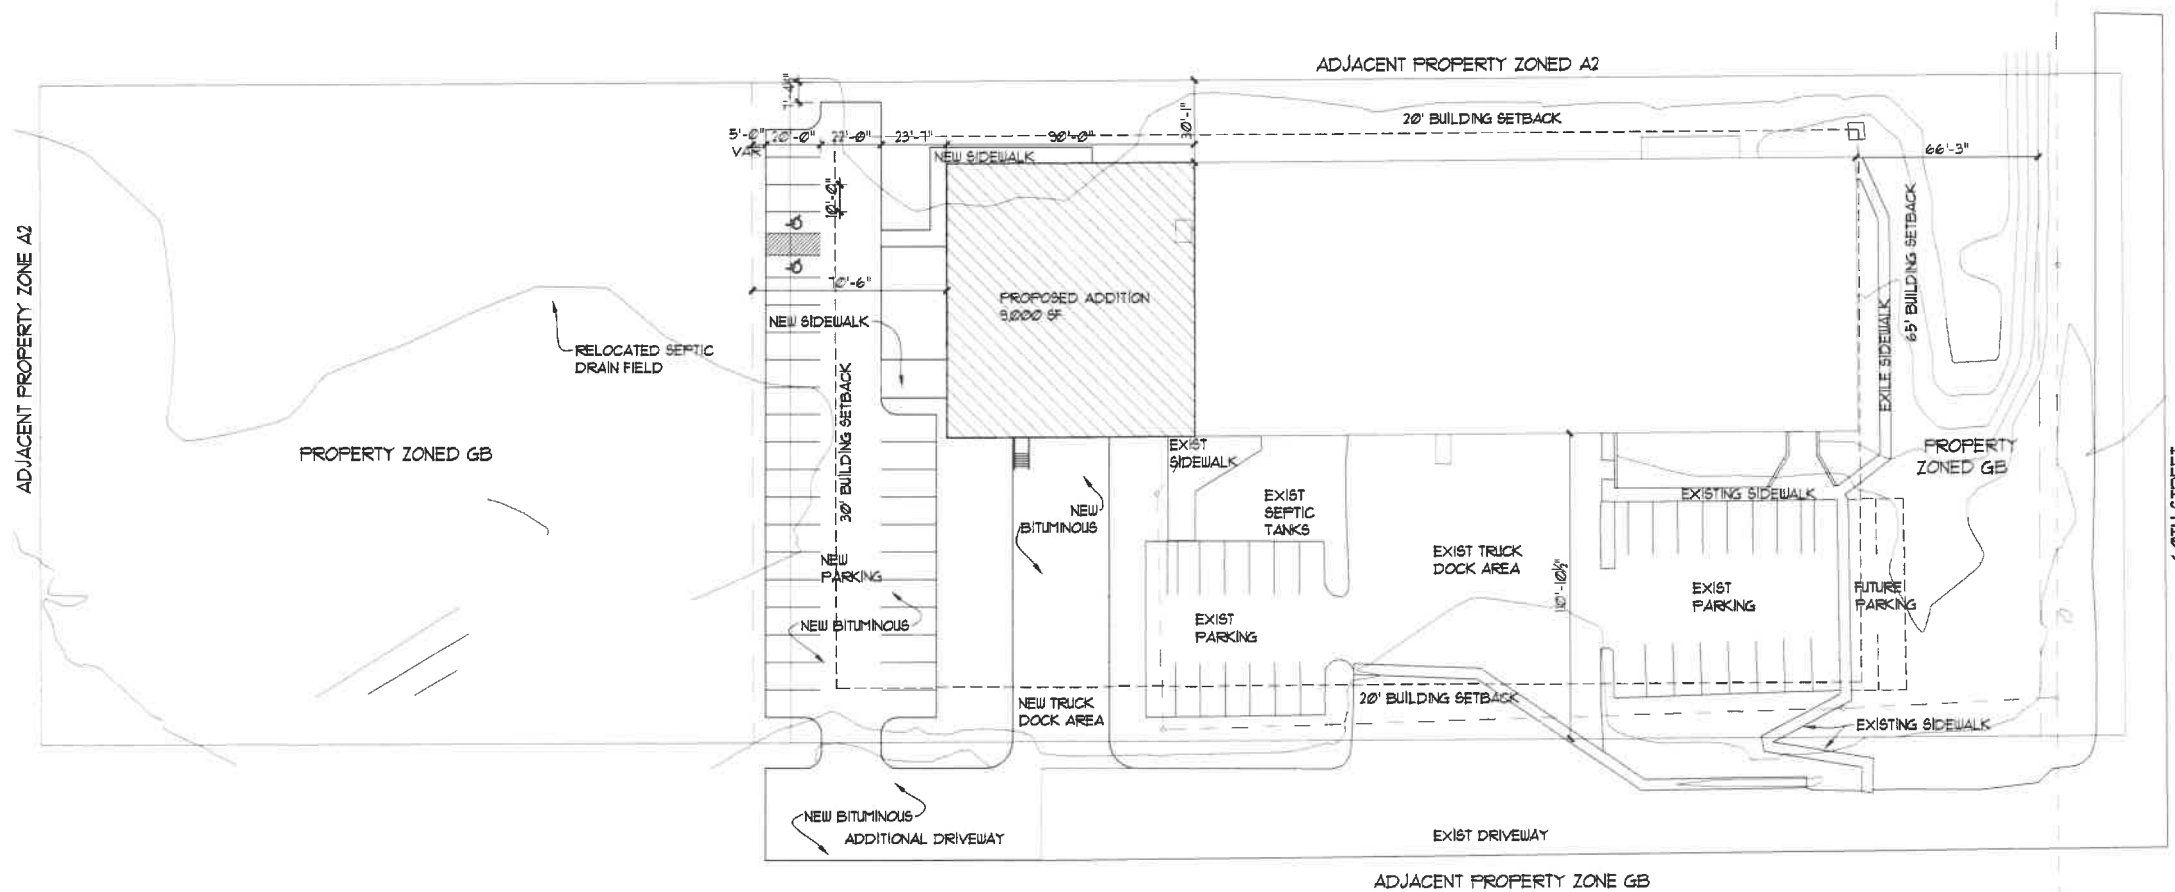 ADJACENT PROPERTY ZONED A2
20' BUILDING SETBACK
5'-0"
VAR
20'-0"
22'-0"
23'-7"
90'-0"
30'-1"
66'-3"
NEW SIDEWALK
10'-0"
65' BUILDING SETBACK
ADJACENT PROPERTY ZONE A2
PROPOSED ADDITION
9,000 SF.
NEW SIDEWALK
RELOCATED SEPTIC
DRAIN FIELD
EXILE SIDEWALK
30' BUILDING SETBACK
PROPERTY ZONED GB
EXIST
SIDEWALK
PROPERTY
ZONED GB
EXISTING SIDEWALK
EXIST
SEPTIC
TANKS
NEW
BITUMINOUS
EXIST TRUCK
DOCK AREA
110'-10½"
NEW
PARKING
EXIST
PARKING
FUTURE
PARKING
NEW BITUMINOUS
EXIST
PARKING
20' BUILDING SETBACK
NEW TRUCK
DOCK AREA
EXISTING SIDEWALK
NEW BITUMINOUS
ADDITIONAL DRIVEWAY
EXIST DRIVEWAY
ADJACENT PROPERTY ZONE GB